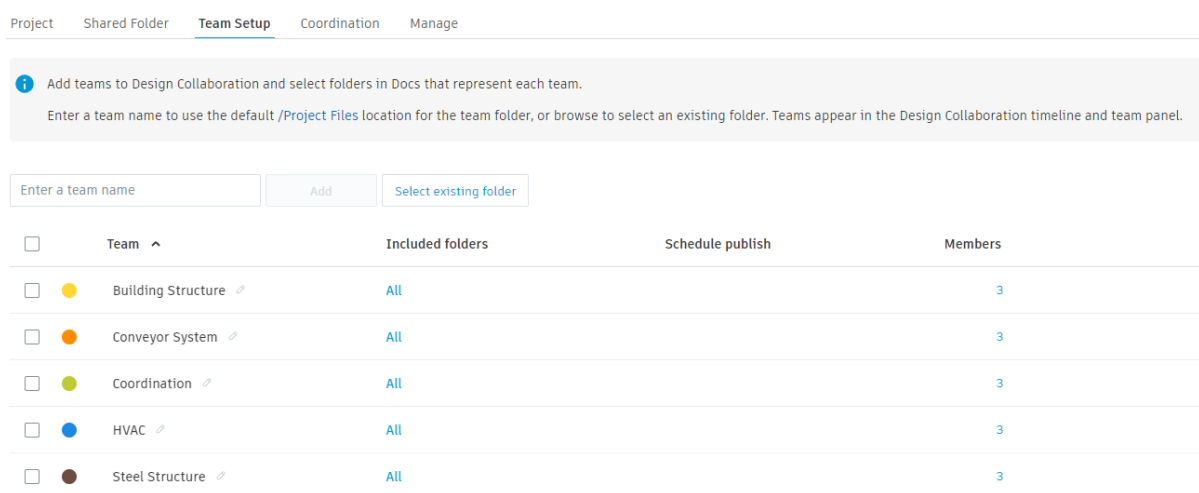 Project Shared Folder Team Setup Coordination Manage
Add teams to Design Collaboration and select folders in Docs that represent each team.
Enter a team name to use the default /Project Files location for the team folder, or browse to select an existing folder. Teams appear in the Design Collaboration timeline and team panel.
Enter a team name Add Select existing folder
Team Included folders Schedule publish Members
Building Structure All 3
Conveyor System All 3
Coordination All 3
HVAC All 3
Steel Structure All 3